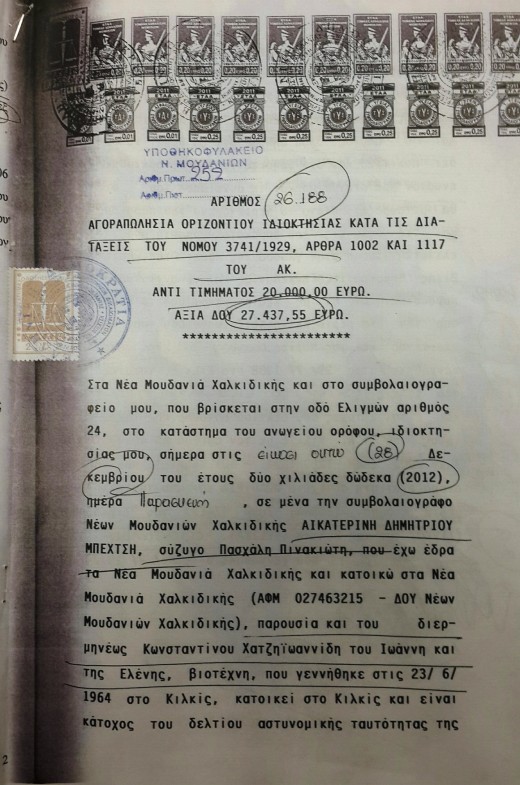 ΥΠΟΘΗΚΟΦΥΛΑΚΕΙΟ
Ν. ΜΟΥΔΑΝΙΩΝ
Αριθμ. Πρωτ. 252
Αριθμ. Πιστ.
ΑΡΙΘΜΟΣ 26.188
ΑΓΟΡΑΠΩΛΗΣΙΑ ΟΡΙΖΟΝΤΙΟΥ ΙΔΙΟΚΤΗΣΙΑΣ ΚΑΤΑ ΤΙΣ ΔΙΑ-
ΤΑΞΕΙΣ ΤΟΥ ΝΟΜΟΥ 3741/1929, ΑΡΘΡΑ 1002 ΚΑΙ 1117
ΤΟΥ ΑΚ.
ΑΝΤΙ ΤΙΜΗΜΑΤΟΣ 20.000,00 ΕΥΡΩ.
ΑΞΙΑ ΔΟΥ 27.437,55 ΕΥΡΩ.
***********************
Στα Νέα Μουδανιά Χαλκιδικής και στο συμβολαιογρα-
φείο μου, που βρίσκεται στην οδό Ελιγμών αριθμός
24, στο κατάστημα του ανωγείου ορόφου, ιδιοκτη-
σίας μου, σήμερα στις είκοσι οκτώ (28) Δε-
κεμβρίου του έτους δύο χιλιάδες δώδεκα (2012),
ημέρα Παρασκευή , σε μένα την συμβολαιογράφο
Νέων Μουδανιών Χαλκιδικής ΑΙΚΑΤΕΡΙΝΗ ΔΗΜΗΤΡΙΟΥ
ΜΠΕΧΤΣΗ, σύζυγο Πασχάλη Πινακιώτη, που έχω έδρα
τα Νέα Μουδανιά Χαλκιδικής και κατοικώ στα Νέα
Μουδανιά Χαλκιδικής (ΑΦΜ 027463215 - ΔΟΥ Νέων
Μουδανιών Χαλκιδικής), παρουσία και του διερ-
μηνέως Κωνσταντίνου Χατζηϊωαννίδη του Ιωάννη και
της Ελένης, βιοτέχνη, που γεννήθηκε στις 23/ 6/
1964 στο Κιλκίς, κατοικεί στο Κιλκίς και είναι
κάτοχος του δελτίου αστυνομικής ταυτότητας της